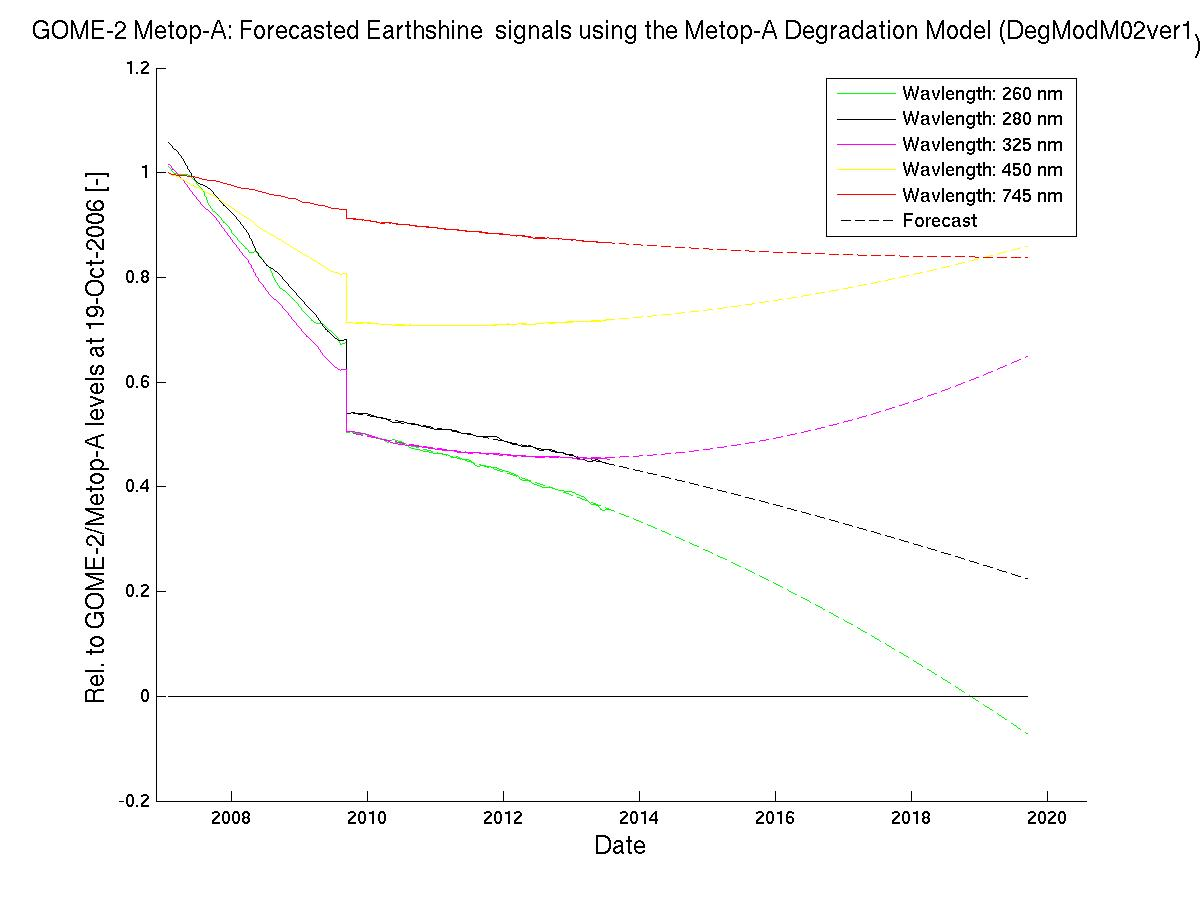 GOME-2 Metop-A: Forecasted Earthshine signals using the Metop-A Degradation Model (DegModM02ver1)
1.2
1
0.8
0.6
0.4
0.2
0
-0.2
Rel. to GOME-2/Metop-A levels at 19-Oct-2006 [-]
Wavlength: 260 nm
Wavlength: 280 nm
Wavlength: 325 nm
Wavlength: 450 nm
Wavlength: 745 nm
Forecast
2008 2010 2012 2014 2016 2018 2020
Date